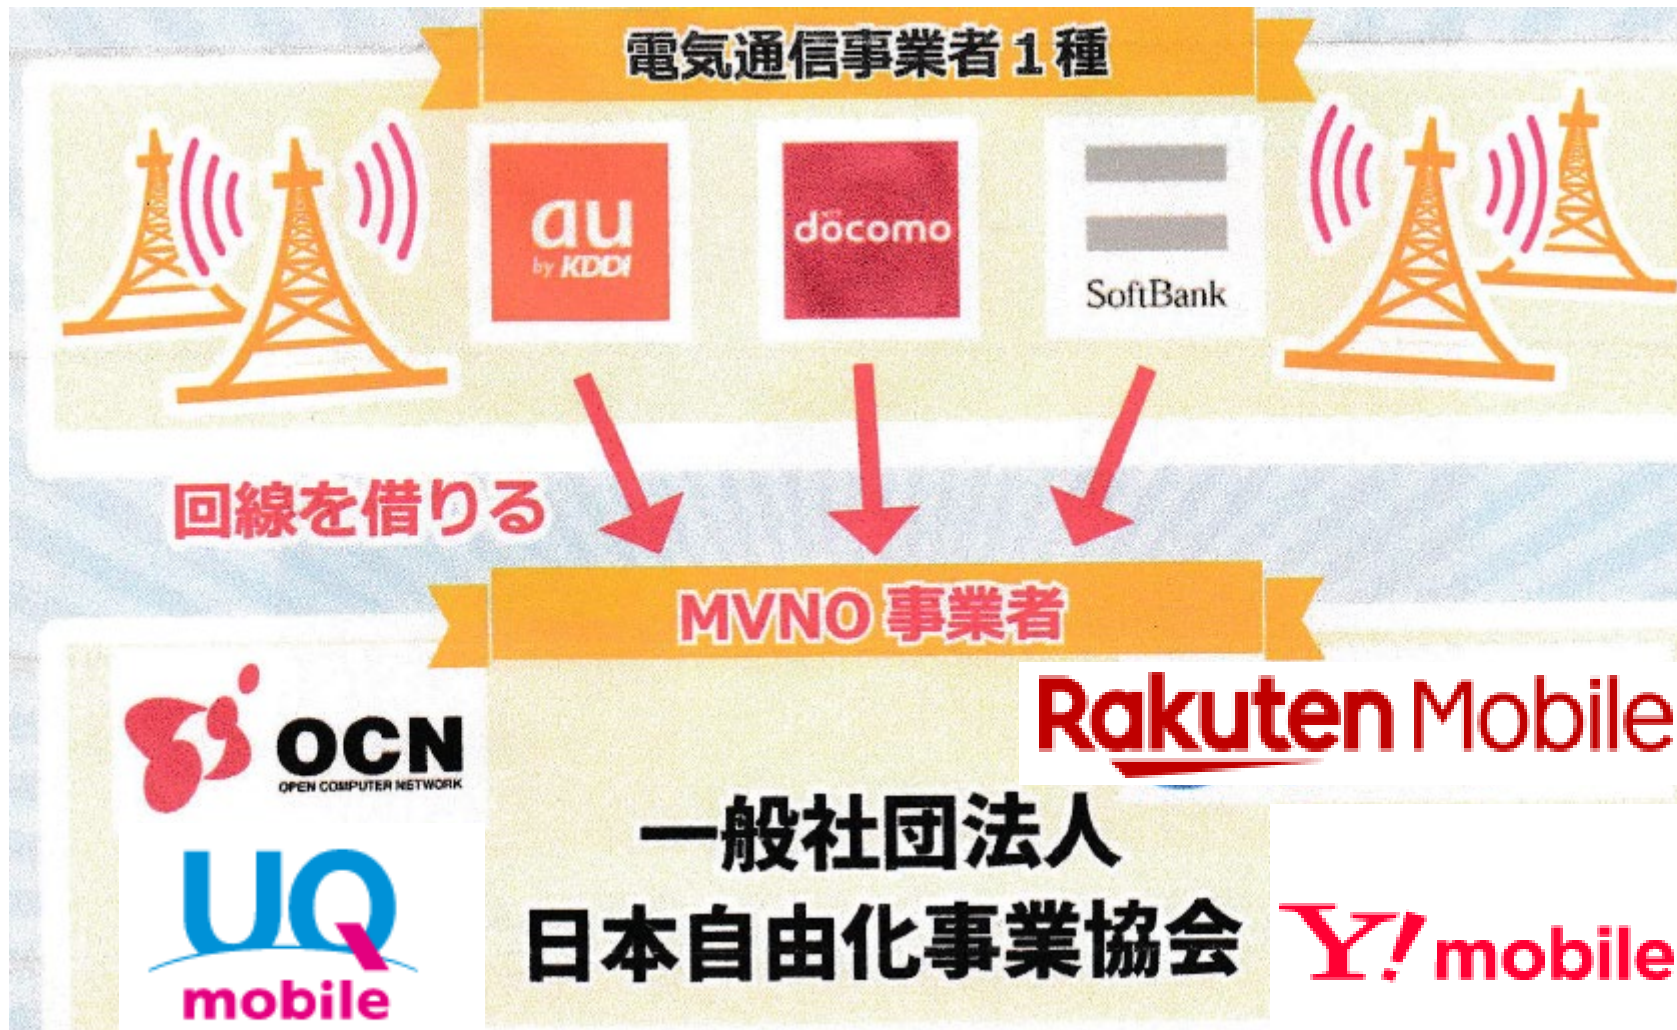 電気通信事業者1種
au
by KDDI
döcomo
SoftBank
回線を借りる
MVNO 事業者
OCN
OPEN COMPUTER NETWORK
Rakuten Mobile
一般社団法人
日本自由化事業協会
UQ
mobile
Y!mobile